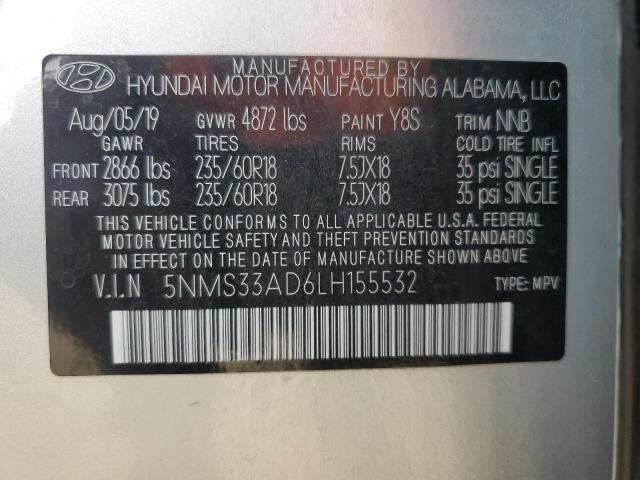 MANUFACTURED BY
HYUNDAI MOTOR MANUFACTURING ALABAMA, LLC
Aug/05/19 GVWR 4872 lbs PAINT Y8S TRIM NNB
GAWR TIRES RIMS COLD TIRE INFL
FRONT 2866 lbs 235/60R18 7.5JX18 35 psi SINGLE
REAR 3075 lbs 235/60R18 7.5JX18 35 psi SINGLE
THIS VEHICLE CONFORMS TO ALL APPLICABLE U.S.A. FEDERAL
MOTOR VEHICLE SAFETY AND THEFT PREVENTION STANDARDS
IN EFFECT ON THE DATE OF MANUFACTURE SHOWN ABOVE.
V.I.N 5NMS33AD6LH155532 TYPE: MPV